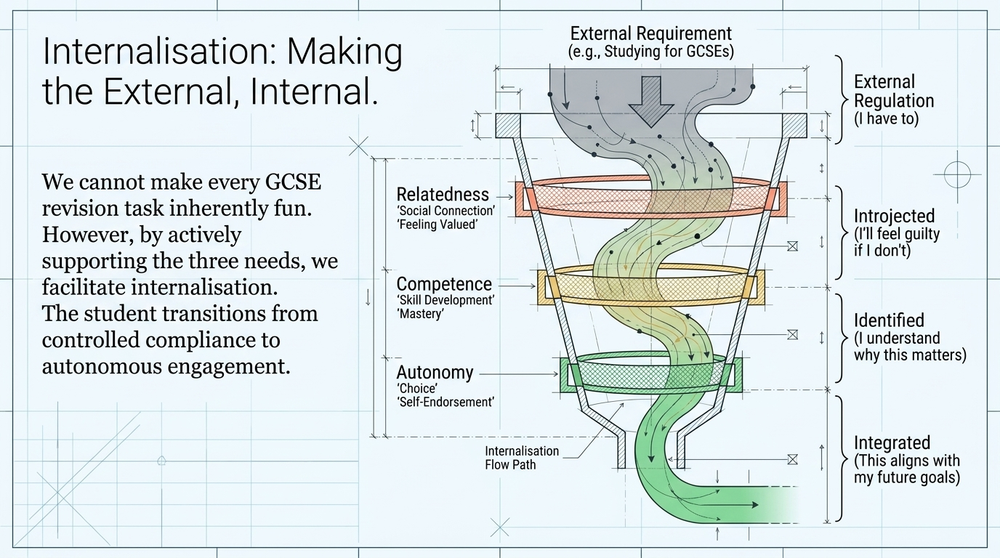 Internalisation: Making
the External, Internal.
We cannot make every GCSE
revision task inherently fun.
However, by actively
supporting the three needs, we
facilitate internalisation.
The student transitions from
controlled compliance to
autonomous engagement.
External Requirement
(e.g., Studying for GCSEs)
Relatedness
‘Social Connection’
‘Feeling Valued’
Competence
‘Skill Development’
‘Mastery’
Autonomy
‘Choice’
‘Self-Endorsement’
Internalisation
Flow Path
External
Regulation
(I have to)
Introjected
(I'll feel guilty
if I don't)
Identified
(I understand
why this matters)
Integrated
(This aligns with
my future goals)